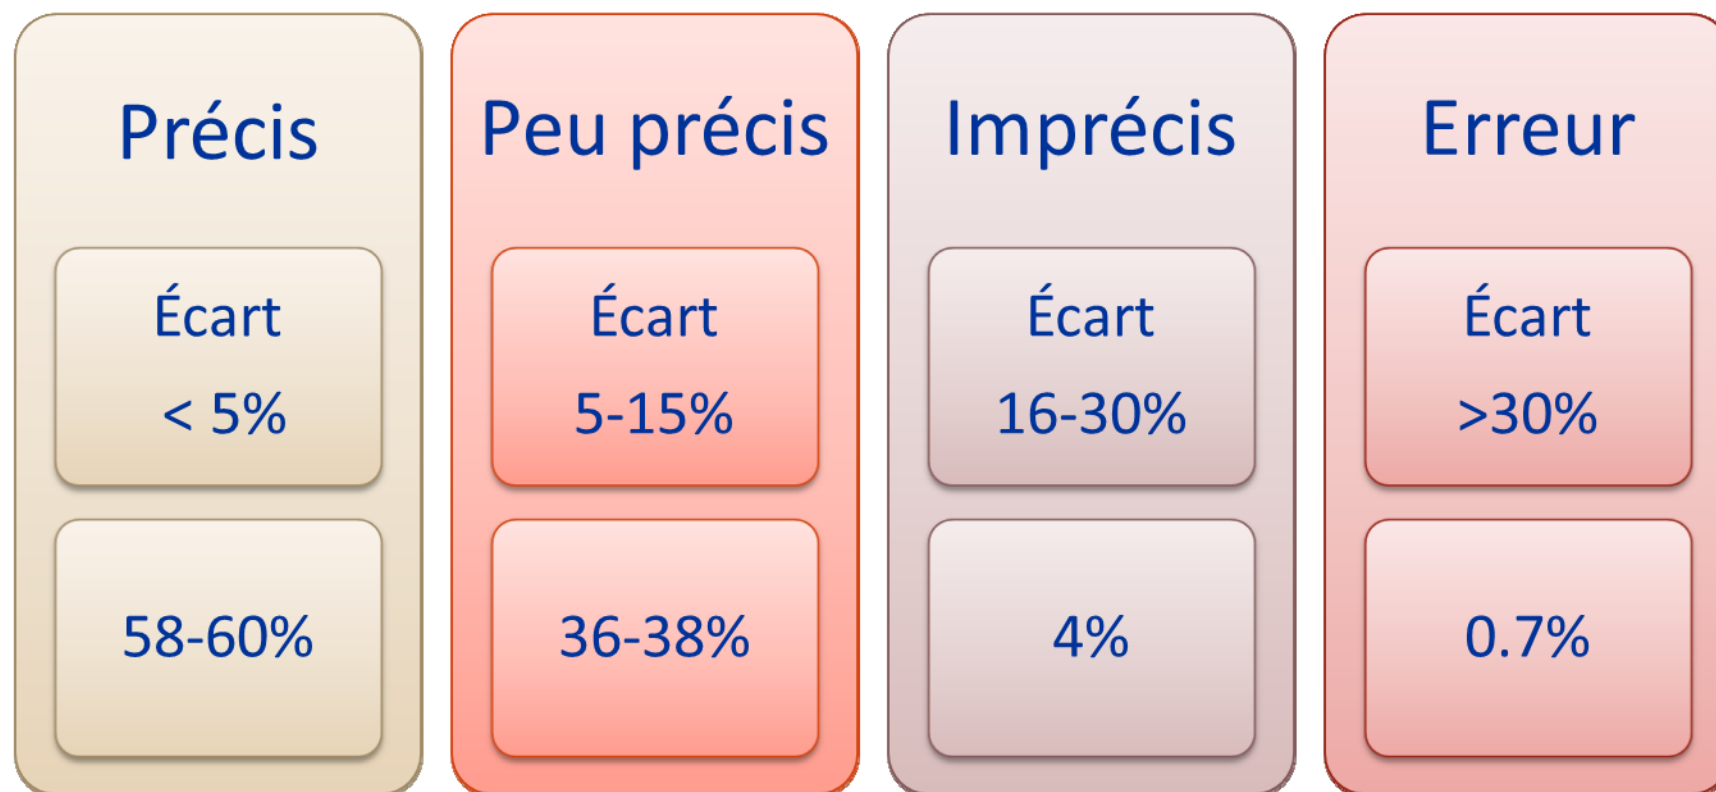 Précis
Écart
< 5%
58-60%
Peu précis
Écart
5-15%
36-38%
Imprécis
Écart
16-30%
4%
Erreur
Écart
>30%
0.7%